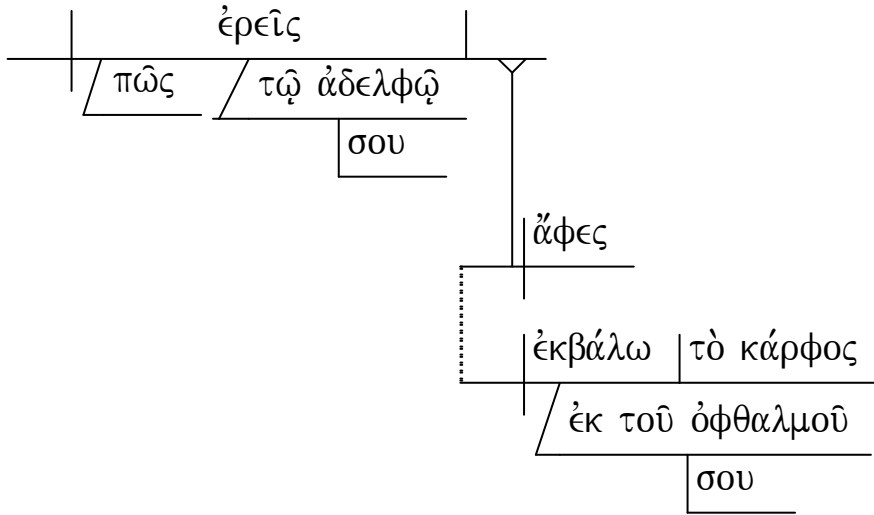 ἐρεῖς
πῶς τῷ ἀδελφῷ
σου
ἄφες
ἐκβάλω τὸ κάρφος
ἐκ τοῦ ὀφθαλμοῦ
σου